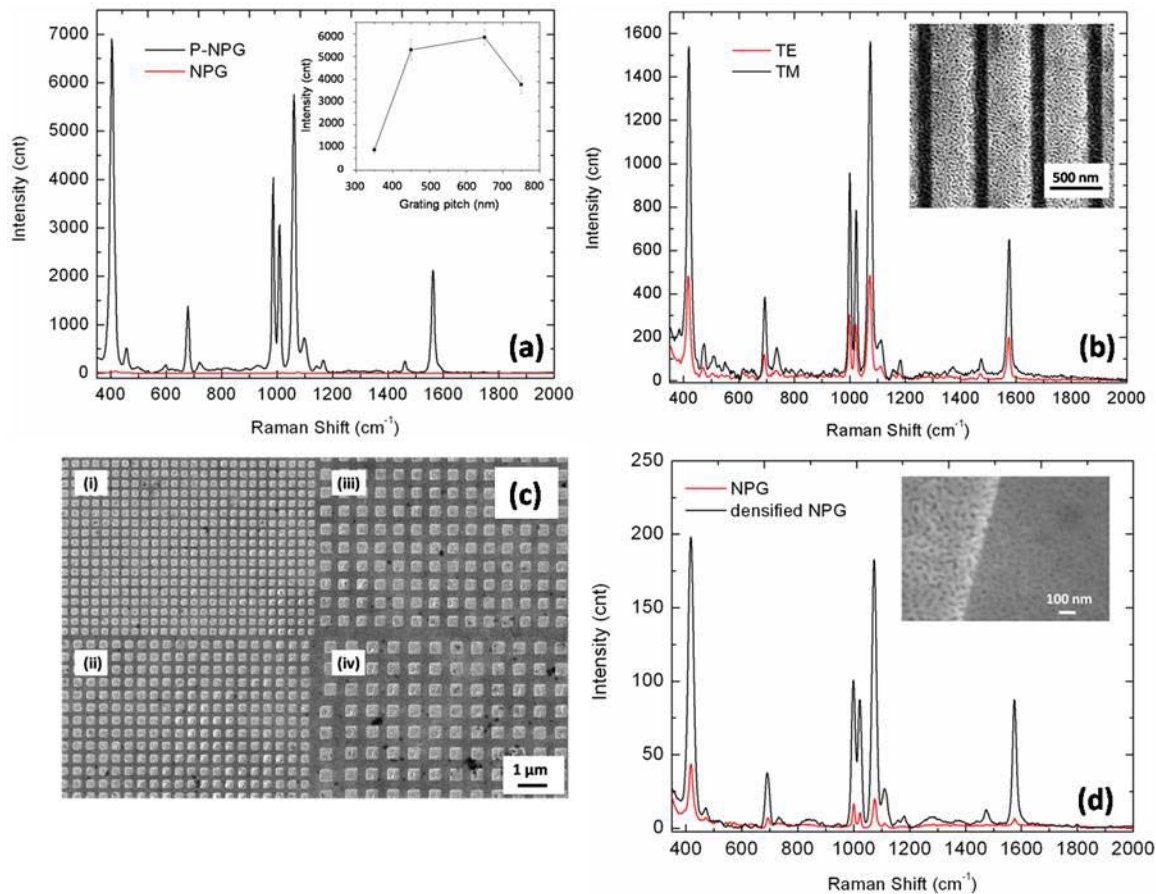 7000
6000
5000
4000
3000
2000
1000
0
Intensity (cnt)
P-NPG
NPG
6000
5000
4000
3000
2000
1000
0
Intensity (cnt)
300 400 500 600 700 800
Grating pitch (nm)
(a)
400 600 800 1000 1200 1400 1600 1800 2000
Raman Shift (cm⁻¹)
1600
1400
1200
1000
800
600
400
200
0
Intensity (cnt)
TE
TM
500 nm
(b)
400 600 800 1000 1200 1400 1600 1800 2000
Raman Shift (cm⁻¹)
(i)
(iii)
(c)
(ii)
(iv)
1 μm
250
200
150
100
50
0
Intensity (cnt)
NPG
densified NPG
100 nm
(d)
400 600 800 1000 1200 1400 1600 1800 2000
Raman Shift (cm⁻¹)